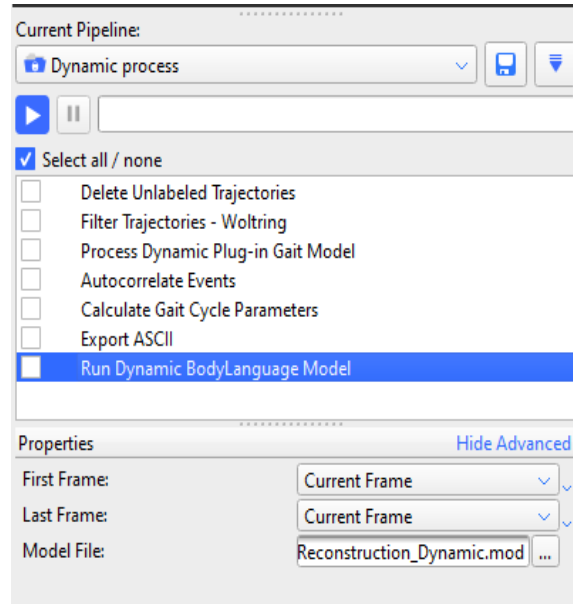 Current Pipeline:
Dynamic process
Select all / none
Delete Unlabeled Trajectories
Filter Trajectories - Woltring
Process Dynamic Plug-in Gait Model
Autocorrelate Events
Calculate Gait Cycle Parameters
Export ASCII
Run Dynamic BodyLanguage Model
Properties Hide Advanced
First Frame: Current Frame
Last Frame: Current Frame
Model File: Reconstruction_Dynamic.mod ...